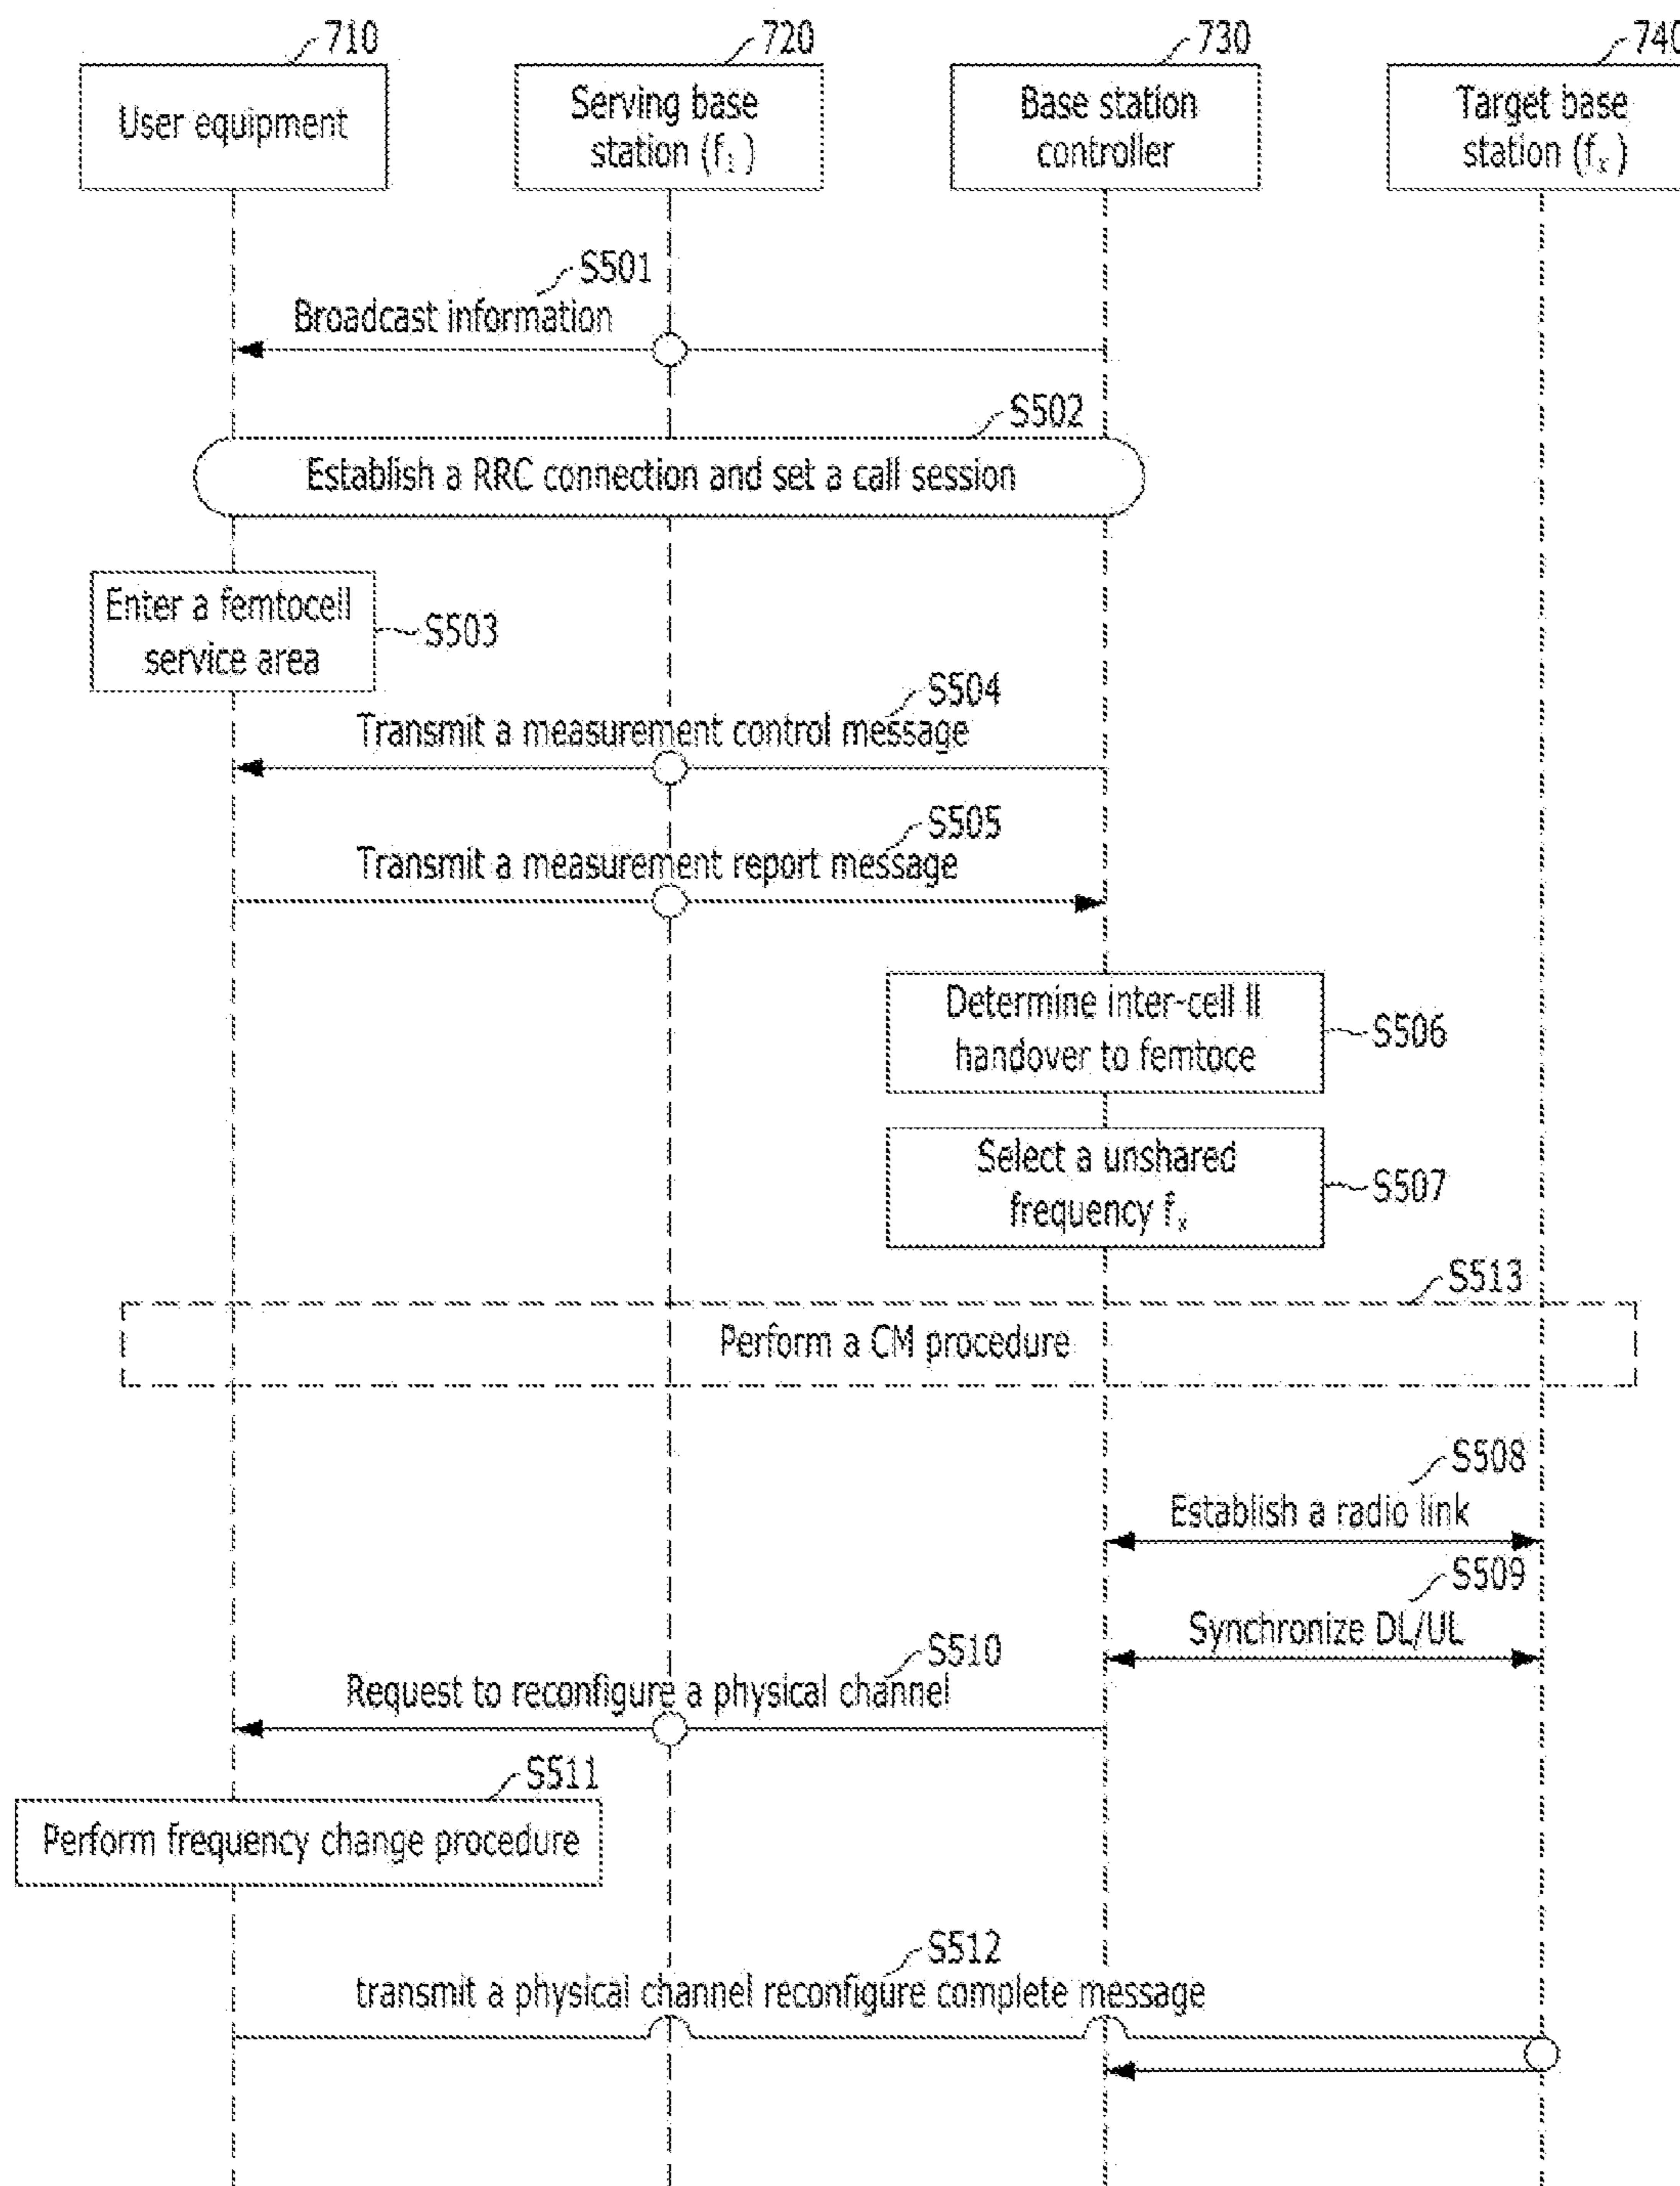 710
720
730
740
User equipment
Serving base
station (f₁)
Base station
controller
Target base
station (fₓ)
S501
Broadcast information
S502
Establish a RRC connection and set a call session
Enter a femtocell
service area
S503
S504
Transmit a measurement control message
S505
Transmit a measurement report message
Determine inter-cell ll
handover to femtoce
S506
Select a unshared
frequency fₓ
S507
S513
Perform a CM procedure
S508
Establish a radio link
S509
Synchronize DL/UL
S510
Request to reconfigure a physical channel
S511
Perform frequency change procedure
S512
transmit a physical channel reconfigure complete message